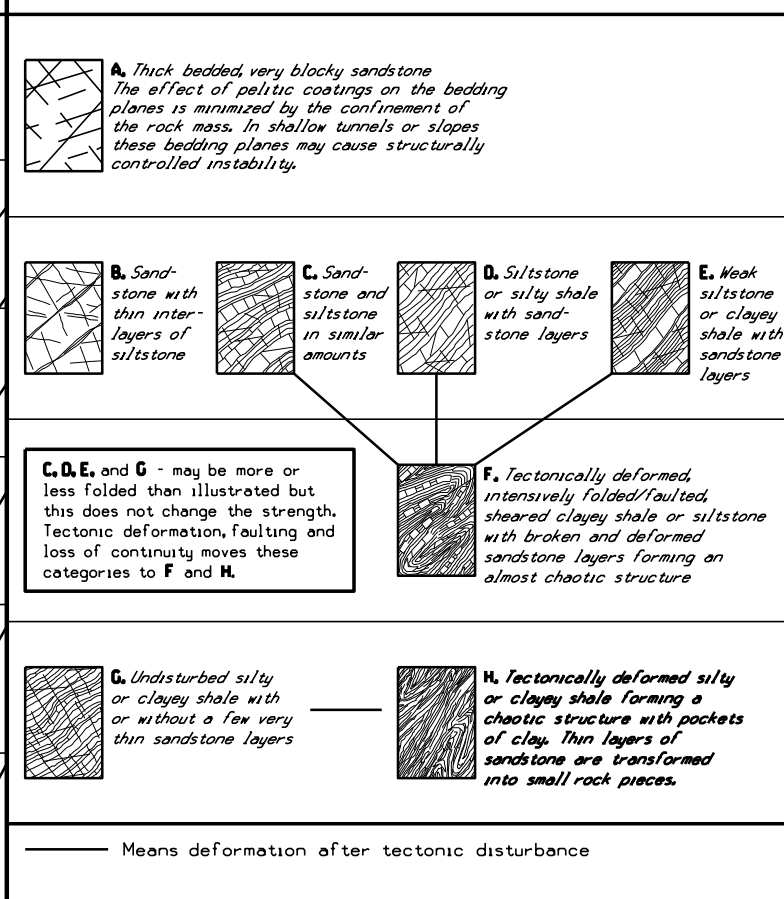 A. Thick bedded, very blocky sandstone
The effect of pelitic coatings on the bedding
planes is minimized by the confinement of
the rock mass. In shallow tunnels or slopes
these bedding planes may cause structurally
controlled instability.
B. Sand-
stone with
thin inter-
layers of
siltstone
C. Sand-
stone and
siltstone
in similar
amounts
D. Siltstone
or silty shale
with sand-
stone layers
E. Weak
siltstone
or clayey
shale with
sandstone
layers
C, D, E, and G - may be more or
less folded than illustrated but
this does not change the strength.
Tectonic deformation, faulting and
loss of continuity moves these
categories to F and H.
F. Tectonically deformed,
intensively folded/faulted,
sheared clayey shale or siltstone
with broken and deformed
sandstone layers forming an
almost chaotic structure
G. Undisturbed silty
or clayey shale with
or without a few very
thin sandstone layers
H. Tectonically deformed silty
or clayey shale forming a
chaotic structure with pockets
of clay. Thin layers of
sandstone are transformed
into small rock pieces.
Means deformation after tectonic disturbance